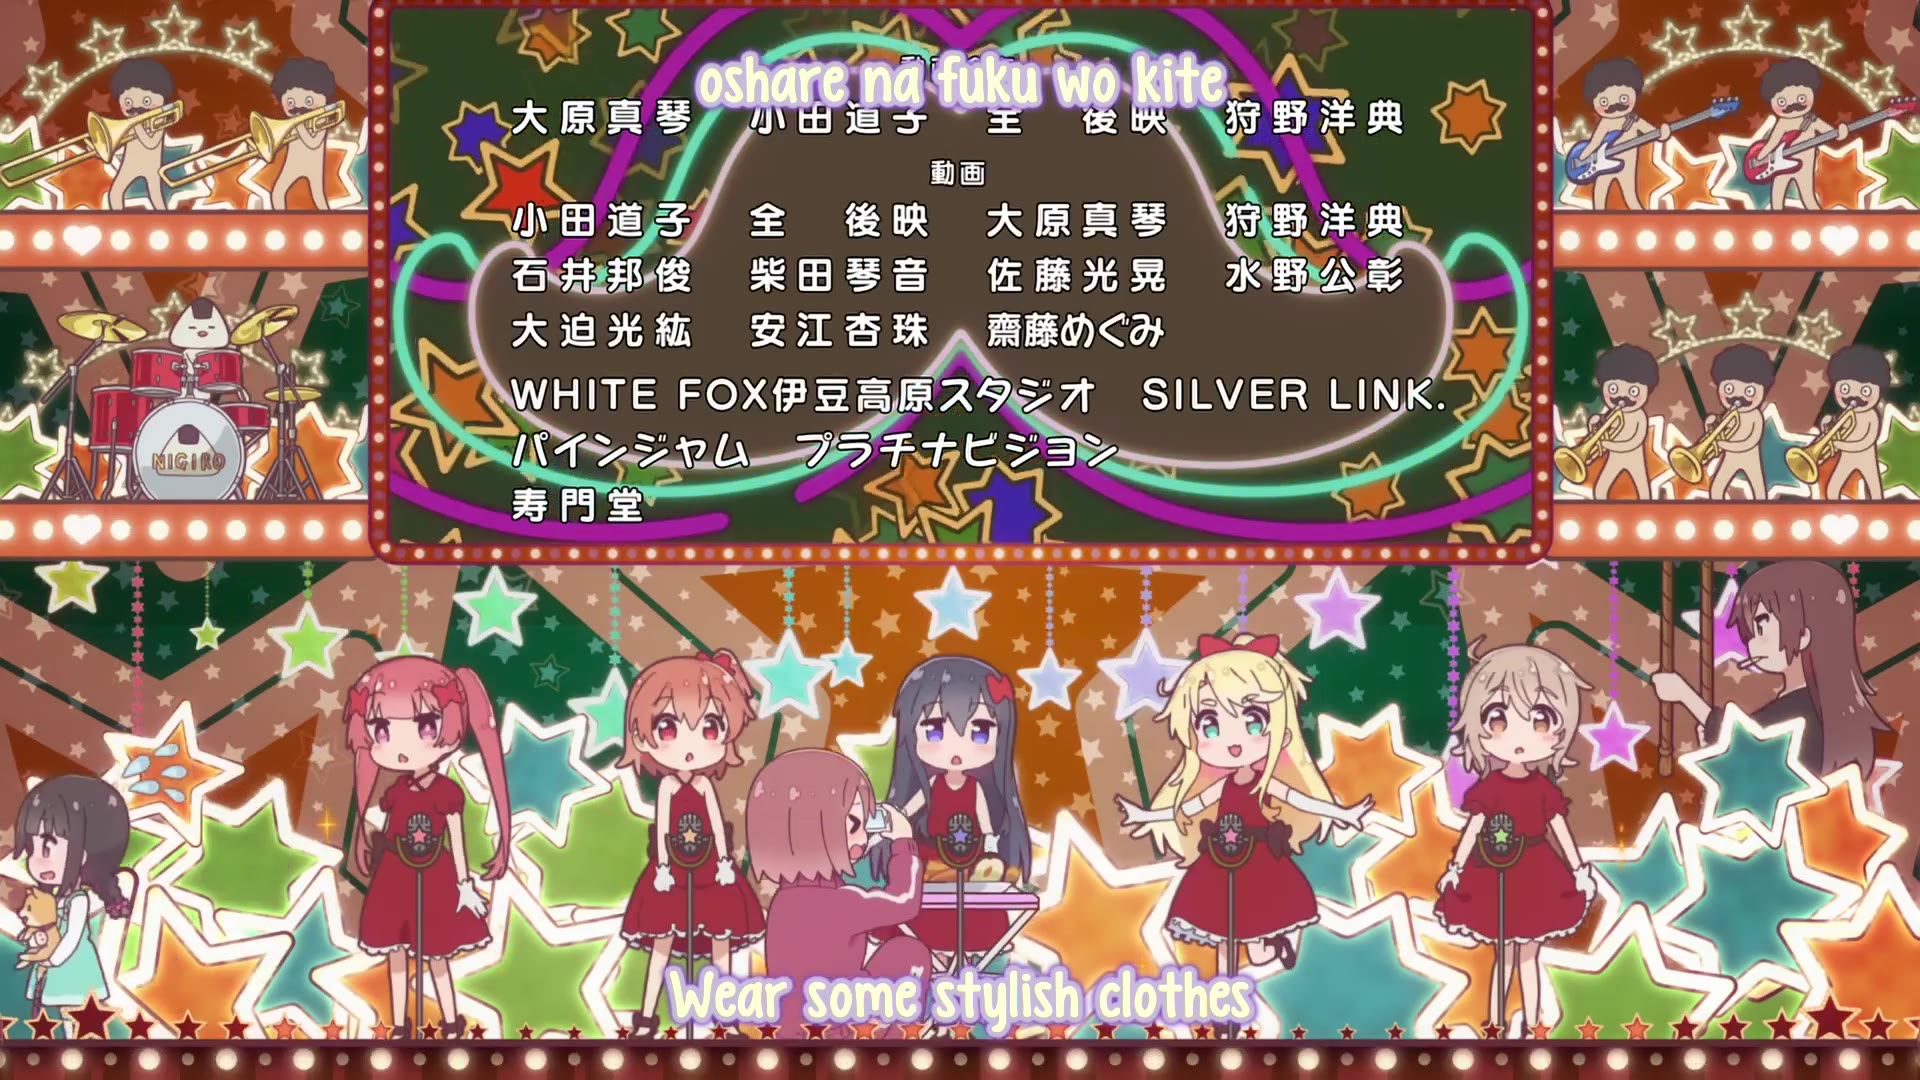 oshare na fuku wo kite
大原真琴　小田道子　全　後映　狩野洋典
動画
小田道子　全　後映　大原真琴　狩野洋典
石井邦俊　柴田琴音　佐藤光晃　水野公彰
大迫光紘　安江杏珠　齋藤めぐみ
WHITE FOX伊豆高原スタジオ　SILVER LINK.
パインジャム　プラチナビジョン
寿門堂
NIGIRO
Wear some stylish clothes